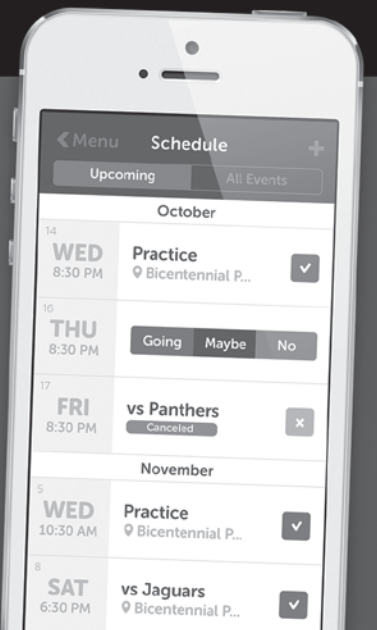 Menu Schedule +
Upcoming All Events
October
14
WED
8:30 PM
Practice
Bicentennial P...
16
THU
8:30 PM
Going Maybe No
17
FRI
8:30 PM
vs Panthers
Canceled
November
5
WED
10:30 AM
Practice
Bicentennial P...
8
SAT
6:30 PM
vs Jaguars
Bicentennial P...